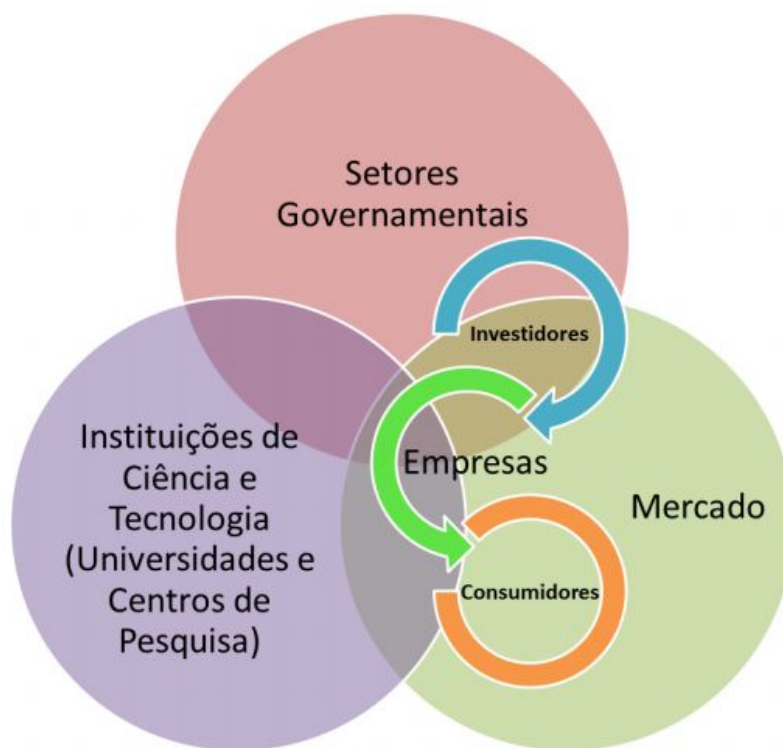 Setores
Governamentais
Investidores
Instituições de
Ciência e
Tecnologia
(Universidades e
Centros de
Pesquisa)
Empresas
Mercado
Consumidores